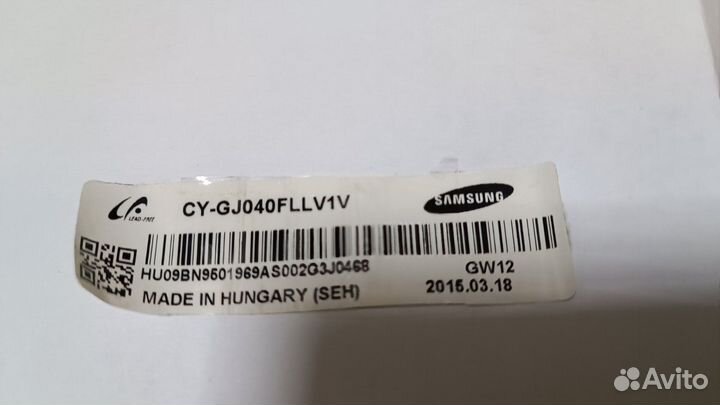 LEAD-FREE
CY-GJ040FLLV1V
SAMSUNG
HU09BN9501969AS002G3J0468
GW12
MADE IN HUNGARY (SEH)
2015.03.18
Avito